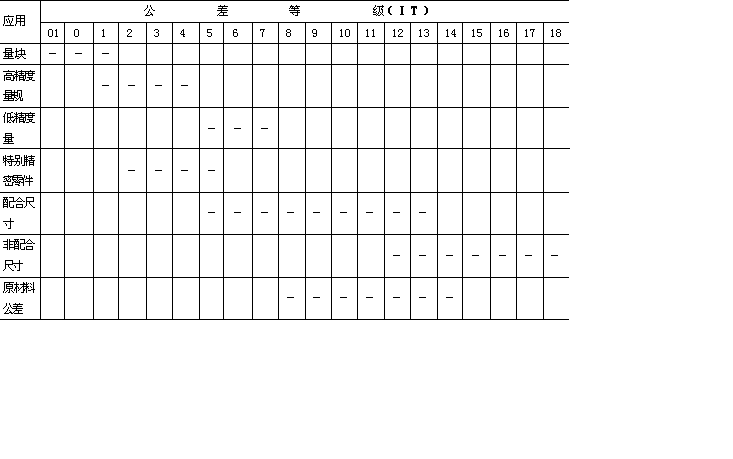 应用 公差等级(IT)
01 0 1 2 3 4 5 6 7 8 9 10 11 12 13 14 15 16 17 18
量块 – – –
高精度
量规 – – – –
低精度
量 – – –
特别精
密零件 – – – –
配合尺
寸 – – – – – – – – –
非配合
尺寸 – – – – – – –
原材料
公差 – – – – – – –